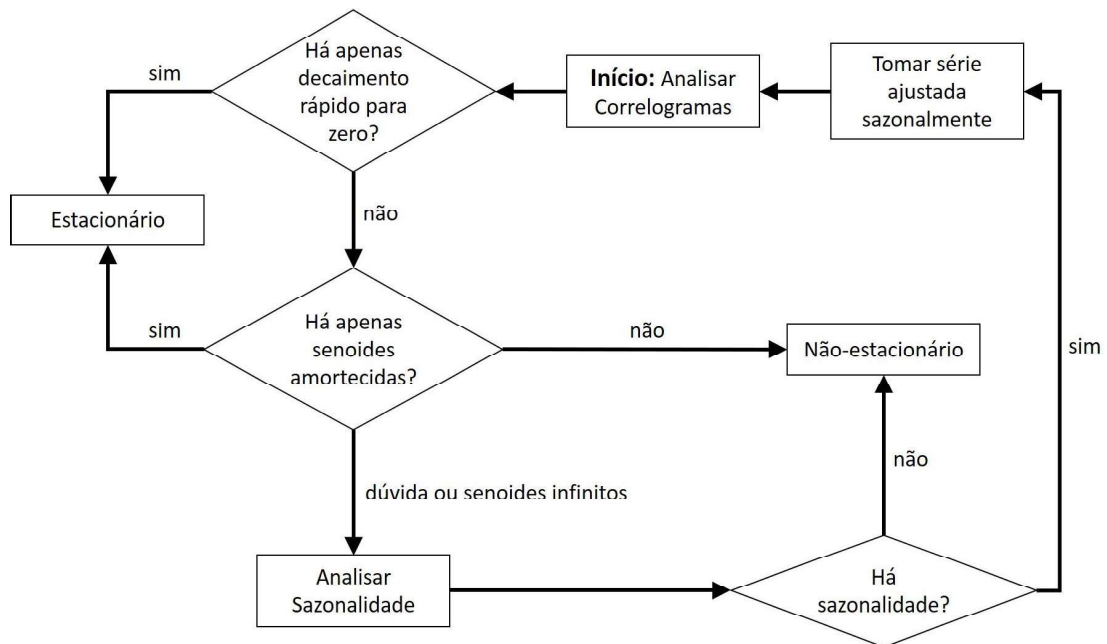 Há apenas
decaimento
rápido para
zero?
sim
Início: Analisar
Correlogramas
Tomar série
ajustada
sazonalmente
Estacionário
não
sim
Há apenas
senoides
amortecidas?
não
Não-estacionário
sim
não
dúvida ou senoides infinitos
Analisar
Sazonalidade
Há
sazonalidade?